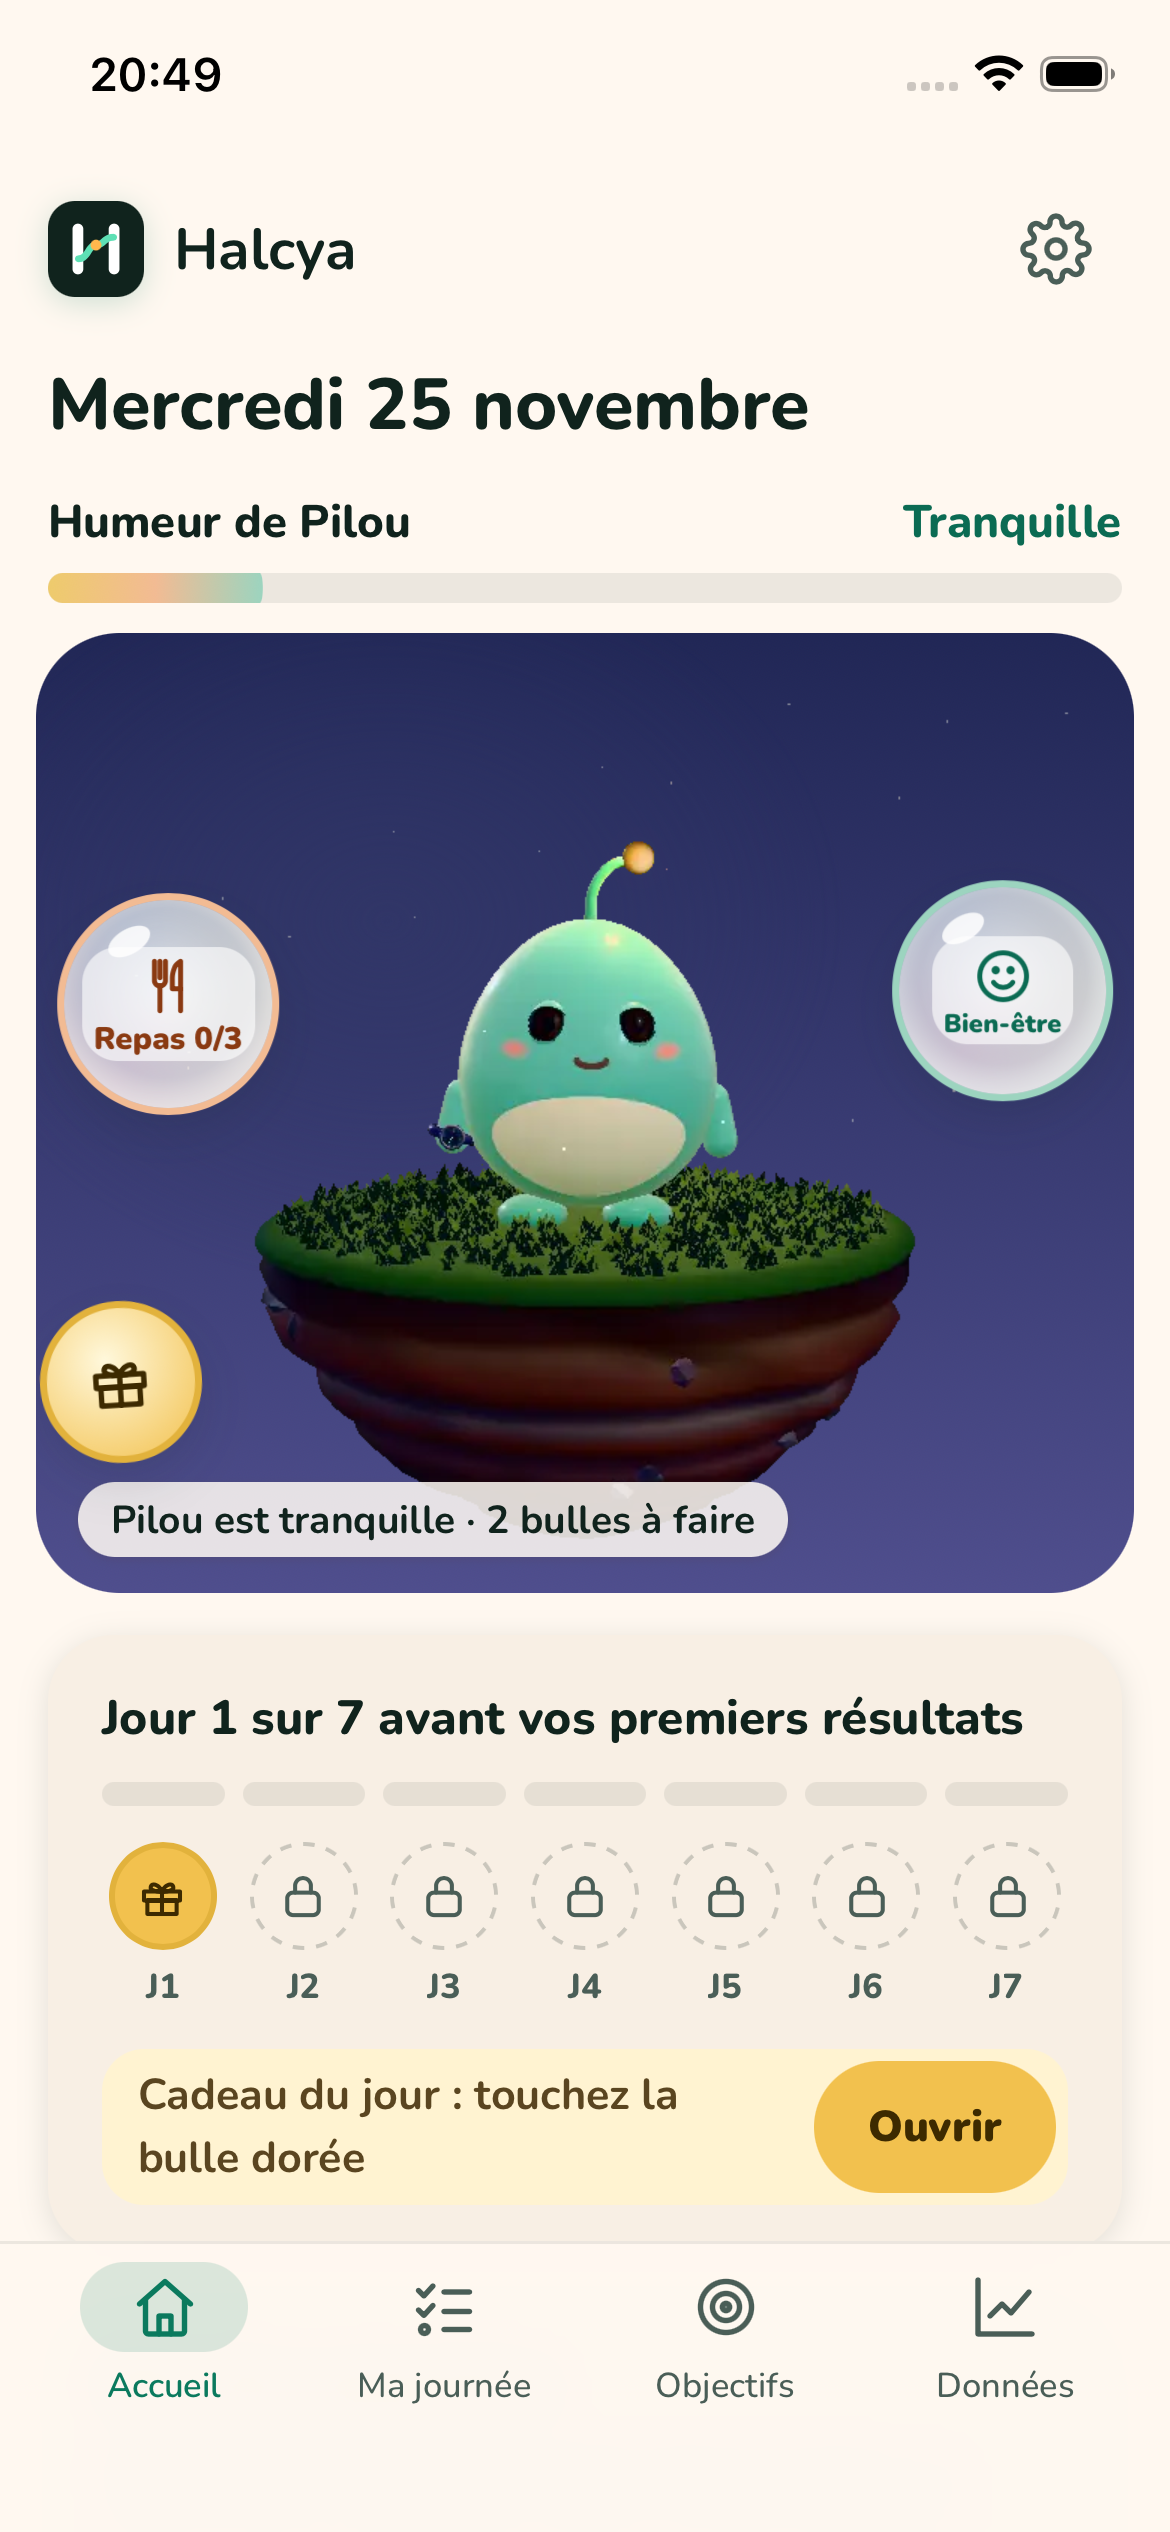 20:49
Halcya
Mercredi 25 novembre
Humeur de Pilou
Tranquille
Repas 0/3
Bien-être
Pilou est tranquille · 2 bulles à faire
Jour 1 sur 7 avant vos premiers résultats
J1
J2
J3
J4
J5
J6
J7
Cadeau du jour : touchez la
bulle dorée
Ouvrir
Accueil
Ma journée
Objectifs
Données